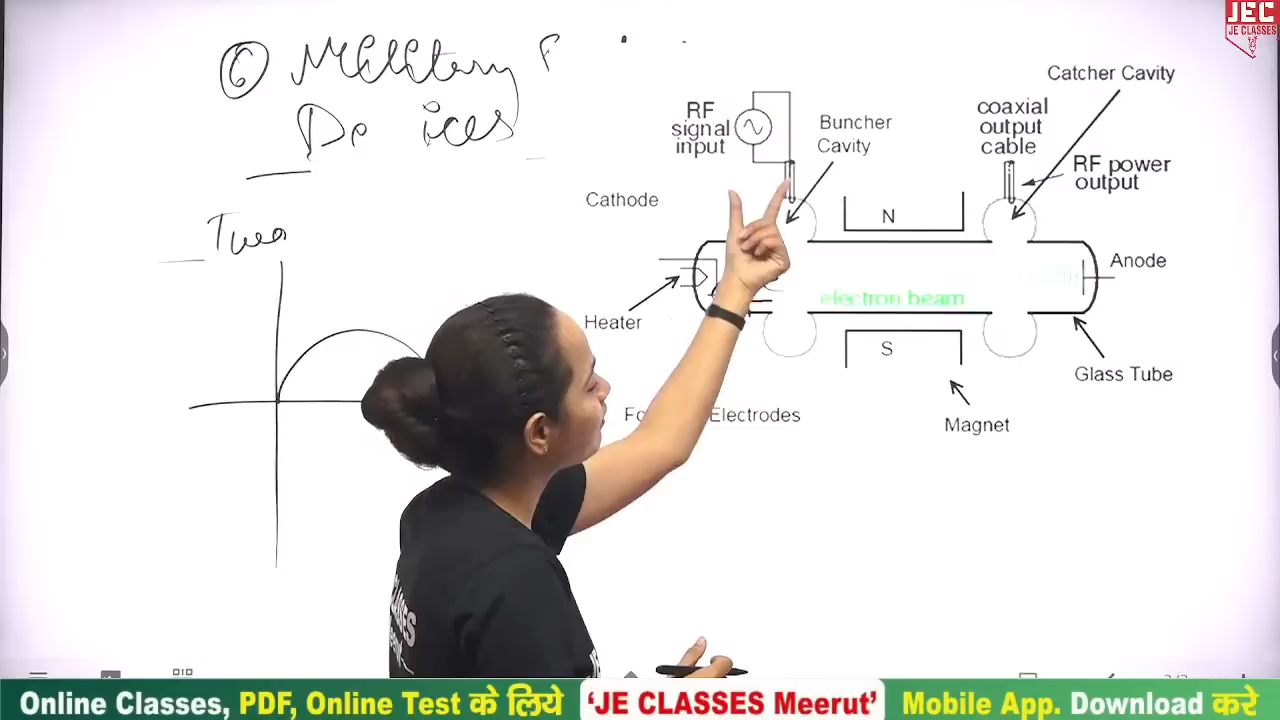 JEC
JE CLASSES
⑥ Military
Devices
Two
RF
signal
input
Buncher
Cavity
Catcher Cavity
coaxial
output
cable
RF power
output
Cathode
N
Anode
electron beam
Heater
S
Glass Tube
Electrodes
Magnet
Online Classes, PDF, Online Test के लिये 'JE CLASSES Meerut' Mobile App. Download करे